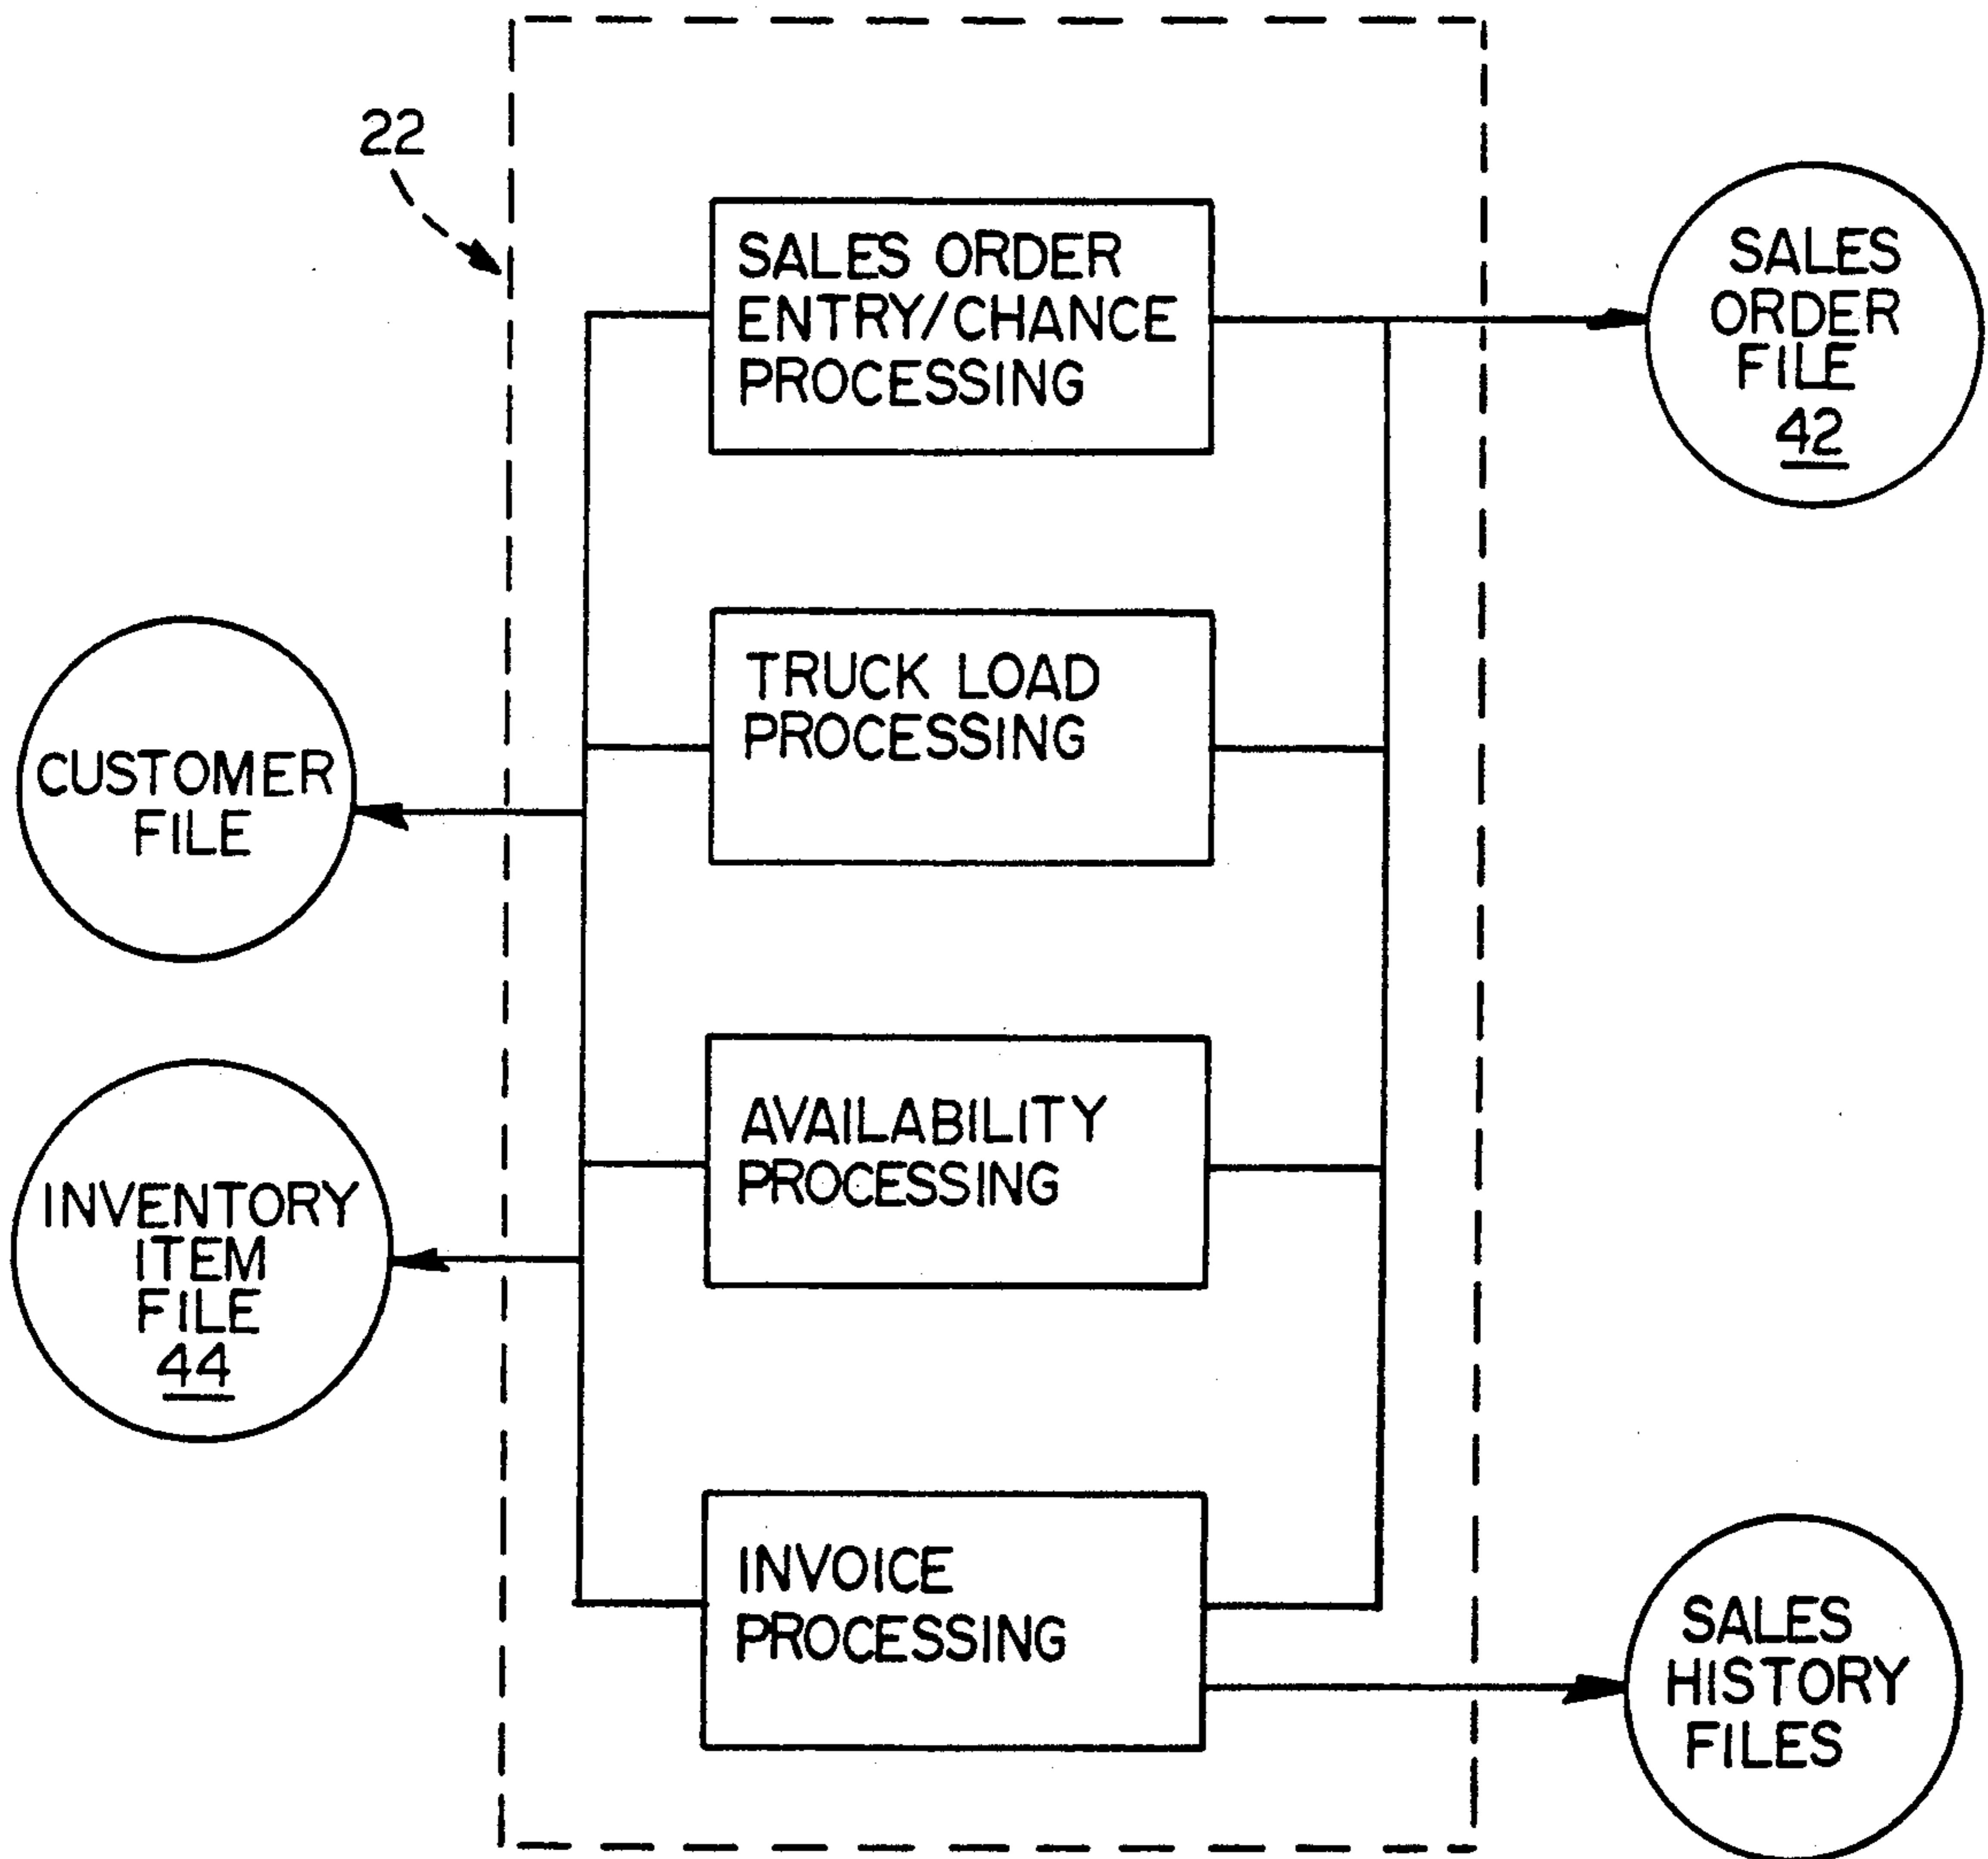 22
SALES ORDER
ENTRY/CHANCE
PROCESSING
SALES
ORDER
FILE
42
TRUCK LOAD
PROCESSING
CUSTOMER
FILE
AVAILABILITY
PROCESSING
INVENTORY
ITEM
FILE
44
INVOICE
PROCESSING
SALES
HISTORY
FILES